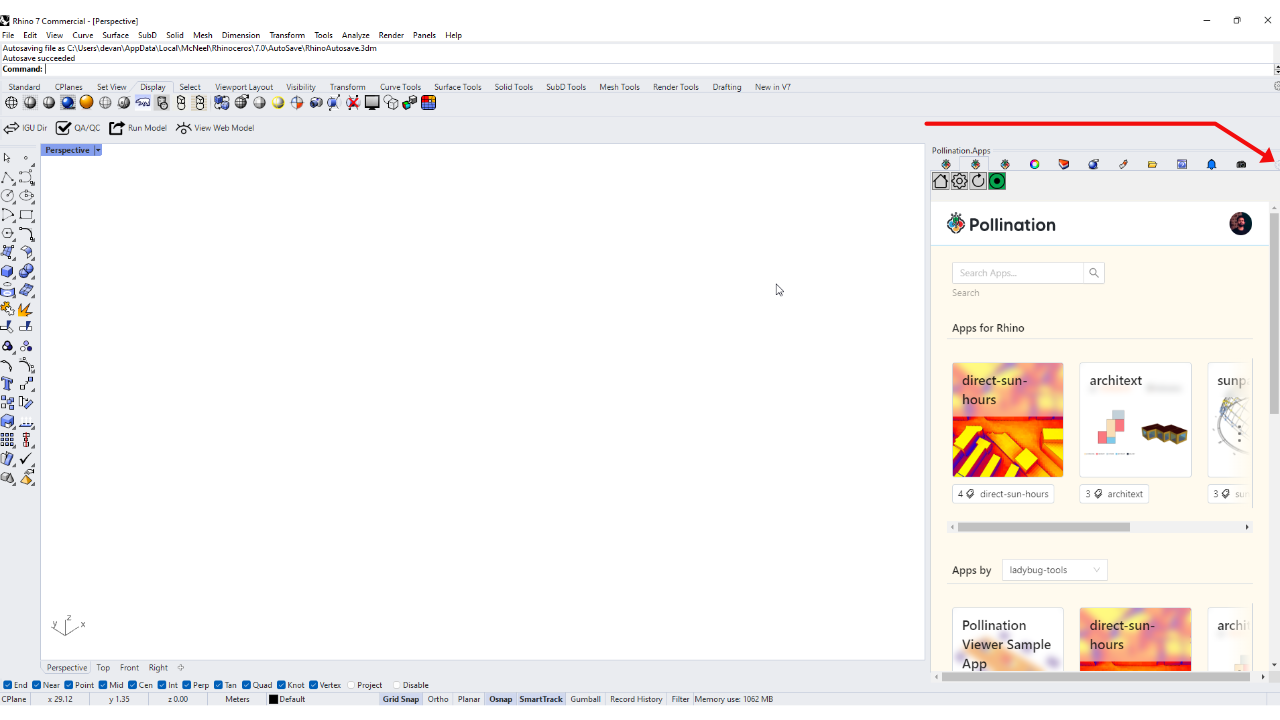 Rhino 7 Commercial - [Perspective]
File Edit View Curve Surface SubD Solid Mesh Dimension Transform Tools Analyze Render Panels Help
Autosaving file as C:\Users\devan\AppData\Local\McNeel\Rhinoceros\7.0\AutoSave\RhinoAutosave.3dm
Autosave succeeded
Command:
Standard CPlanes Set View Display Select Viewport Layout Visibility Transform Curve Tools Surface Tools Solid Tools SubD Tools Mesh Tools Render Tools Drafting New in V7
IGU Dir QA/QC Run Model View Web Model
Perspective
Pollination.Apps
Pollination
Search Apps...
Search
Apps for Rhino
direct-sun-
hours
architext
sunp
4 direct-sun-hours
3 architext
3 sun
Apps by ladybug-tools
Pollination
Viewer Sample
App
direct-sun-
hours
archit
z
y x
Perspective Top Front Right
End Near Point Mid Cen Int Perp Tan Quad Knot Vertex Project Disable
CPlane x 29.12 y 1.35 z 0.00 Meters Default Grid Snap Ortho Planar Osnap SmartTrack Gumball Record History Filter Memory use: 1062 MB